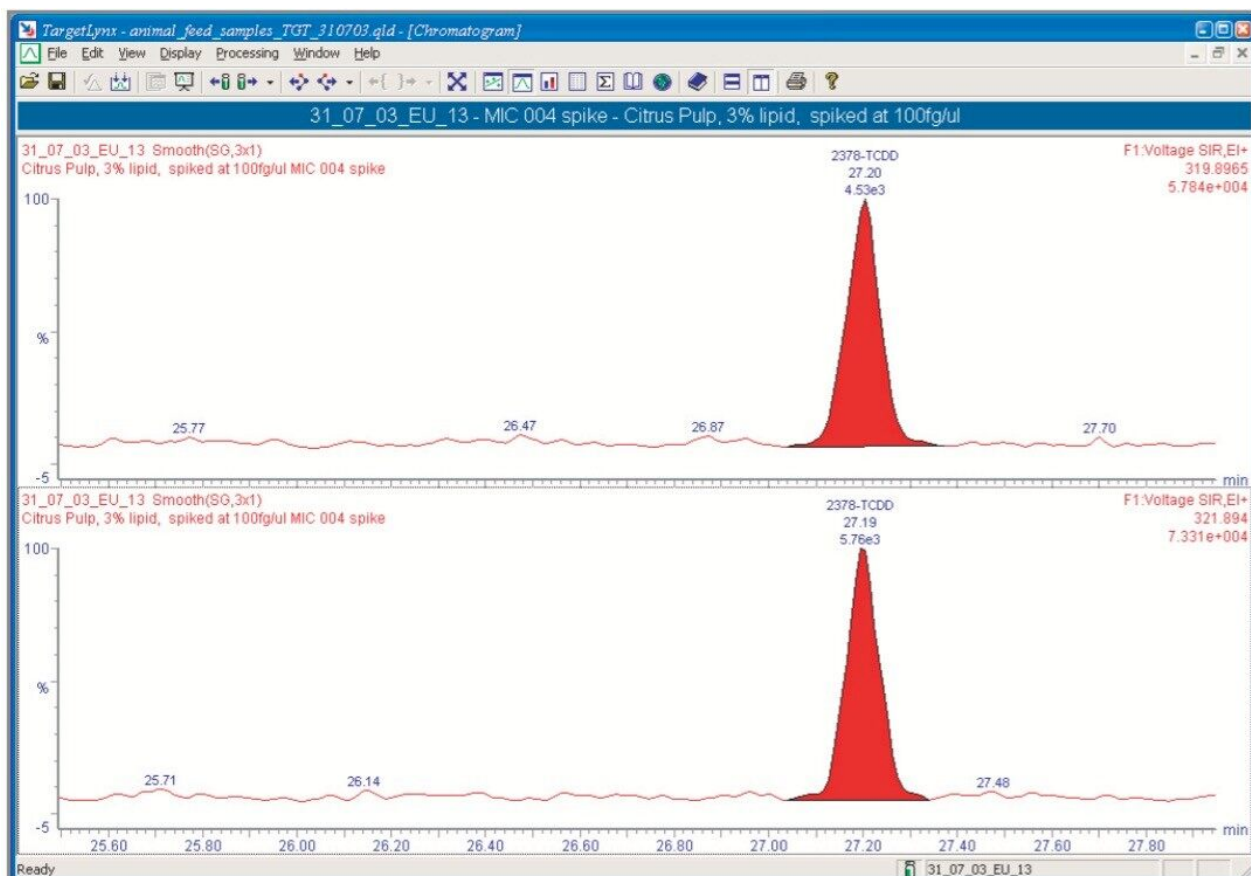 TargetLynx - animal_feed_samples_TGT_310703.qld - [Chromatogram]
File Edit View Display Processing Window Help
31_07_03_EU_13 - MIC 004 spike - Citrus Pulp, 3% lipid, spiked at 100fg/ul
31_07_03_EU_13 Smooth(SG,3x1)
Citrus Pulp, 3% lipid, spiked at 100fg/ul MIC 004 spike
F1:Voltage SIR,EI+
319.8965
5.784e+004
2378-TCDD
27.20
4.53e3
100
%
-5
25.77
26.47
26.87
27.70
min
31_07_03_EU_13 Smooth(SG,3x1)
Citrus Pulp, 3% lipid, spiked at 100fg/ul MIC 004 spike
F1:Voltage SIR,EI+
321.894
7.331e+004
2378-TCDD
27.19
5.76e3
100
%
-5
25.71
26.14
27.48
min
25.60 25.80 26.00 26.20 26.40 26.60 26.80 27.00 27.20 27.40 27.60 27.80
Ready
31_07_03_EU_13